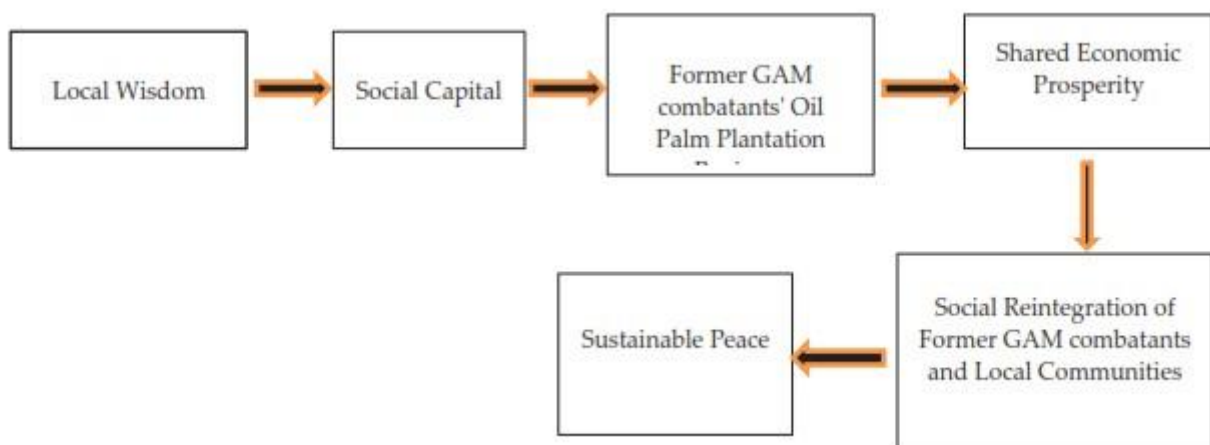 Local Wisdom
Social Capital
Former GAM
combatants' Oil
Palm Plantation
Shared Economic
Prosperity
Social Reintegration of
Former GAM combatants
and Local Communities
Sustainable Peace